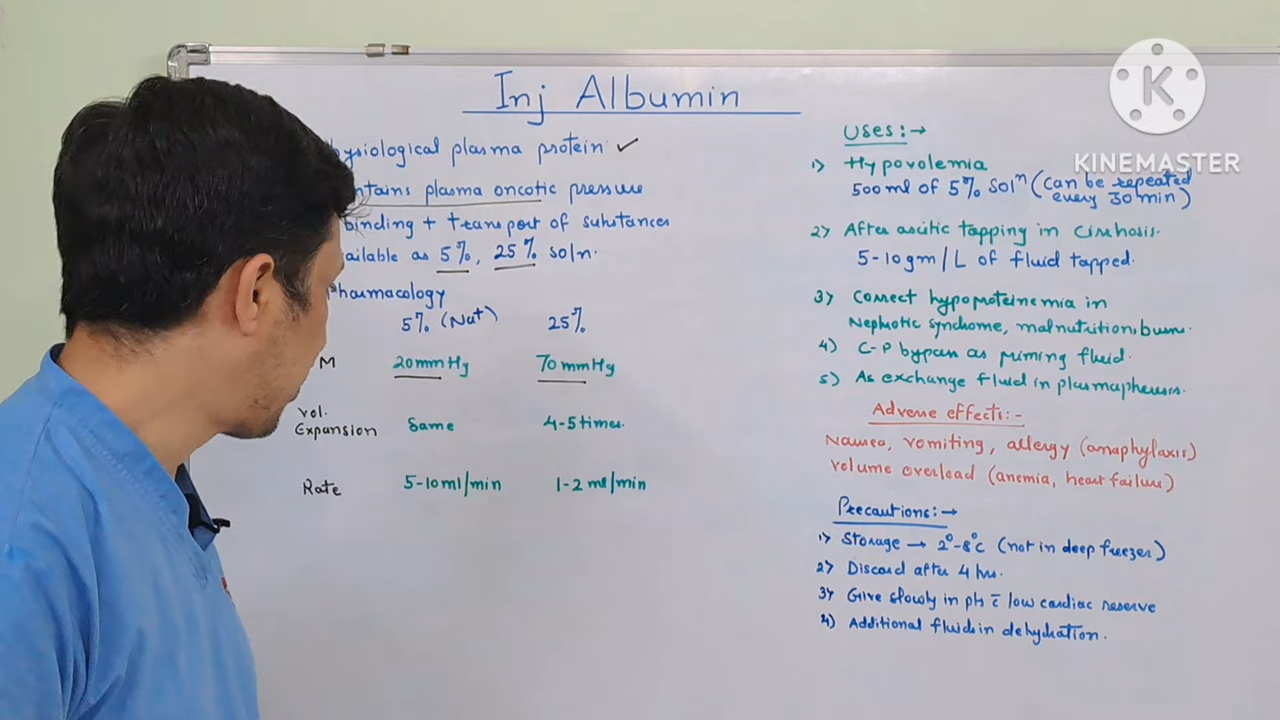 Inj Albumin
ysiological plasma protein ✓
ntains plasma oncotic pressure
binding + transport of substances
ailable as 5%, 25% soln.
harmacology
5% (Na+) 25%
M 20mmHg 70mmHg
Vol. Expansion Same 4-5 times.
Rate 5-10ml/min 1-2 ml/min
Uses:→
1) Hypovolemia
500ml of 5% Solⁿ (can be repeated
every 30min)
2) After ascitic tapping in cirrhosis.
5-10gm/L of fluid tapped.
3) Correct hypoproteinemia in
Nephotic syndrome, malnutrition, burn.
4) C-P bypass as priming fluid.
5) As exchange fluid in plasmapheresis.
Adverse effects:-
Nausea, vomiting, allergy (anaphylaxis)
volume overload (anemia, heart failure)
Precautions:→
1) Storage → 2°-8°c (not in deep freezer)
2) Discard after 4 hrs.
3) Give slowly in pts c̄ low cardiac reserve
4) Additional fluids in dehydration.
K
KINEMASTER